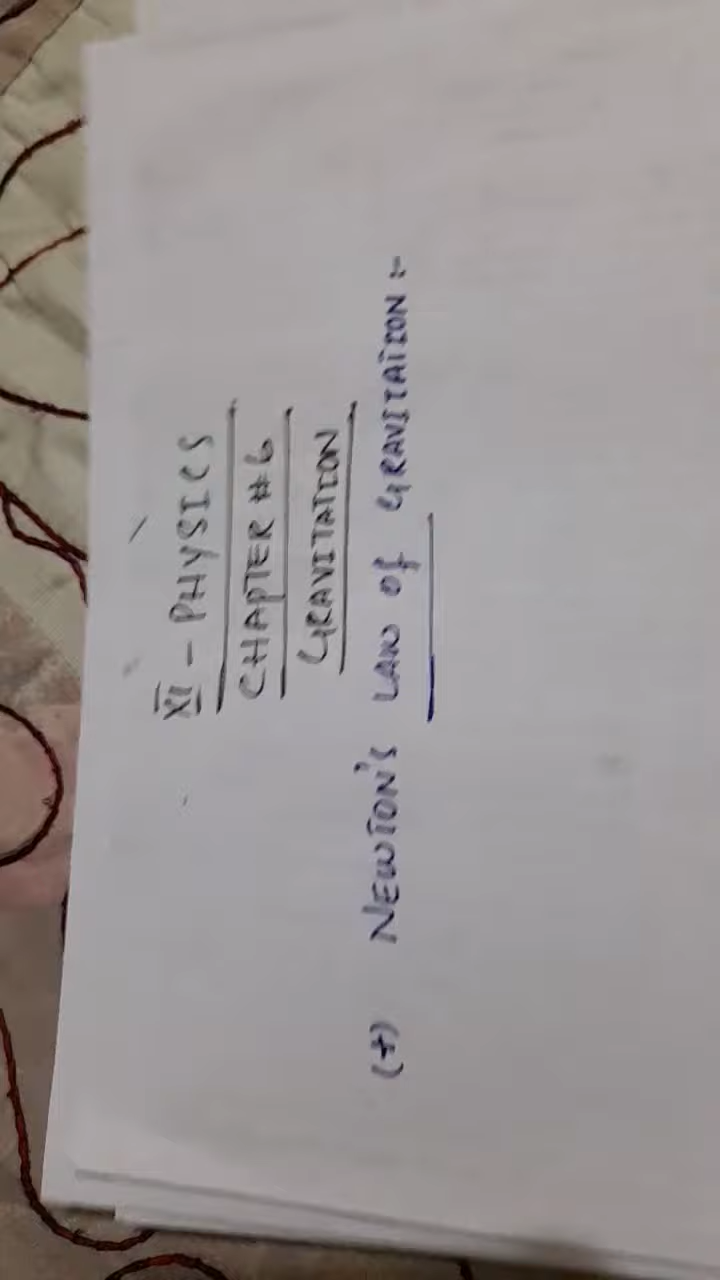 XI - PHYSICS
CHAPTER # 6
GRAVITATION
(*) NEWTON'S LAW OF GRAVITATION :-